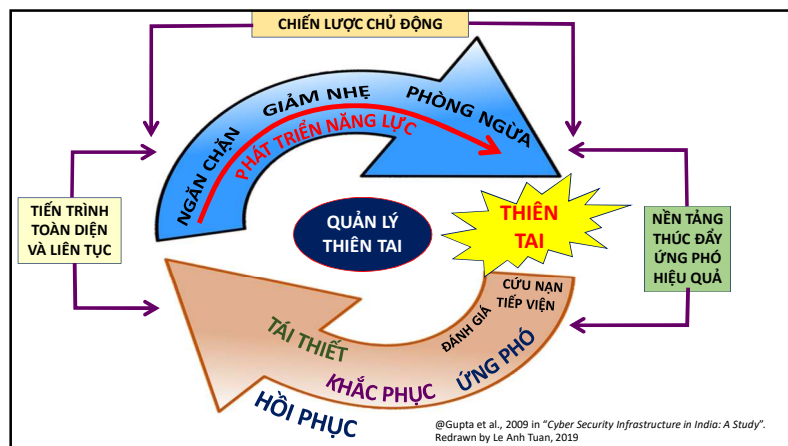 CHIẾN LƯỢC CHỦ ĐỘNG
NGĂN CHẶN
GIẢM NHẸ
PHÒNG NGỪA
PHÁT TRIỂN NĂNG LỰC
TIẾN TRÌNH
TOÀN DIỆN
VÀ LIÊN TỤC
QUẢN LÝ
THIÊN TAI
THIÊN
TAI
NỀN TẢNG
THÚC ĐẨY
ỨNG PHÓ
HIỆU QUẢ
CỨU NẠN
TIẾP VIỆN
ĐÁNH GIÁ
ỨNG PHÓ
KHẮC PHỤC
TÁI THIẾT
HỒI PHỤC
@Gupta et al., 2009 in “Cyber Security Infrastructure in India: A Study”.
Redrawn by Le Anh Tuan, 2019